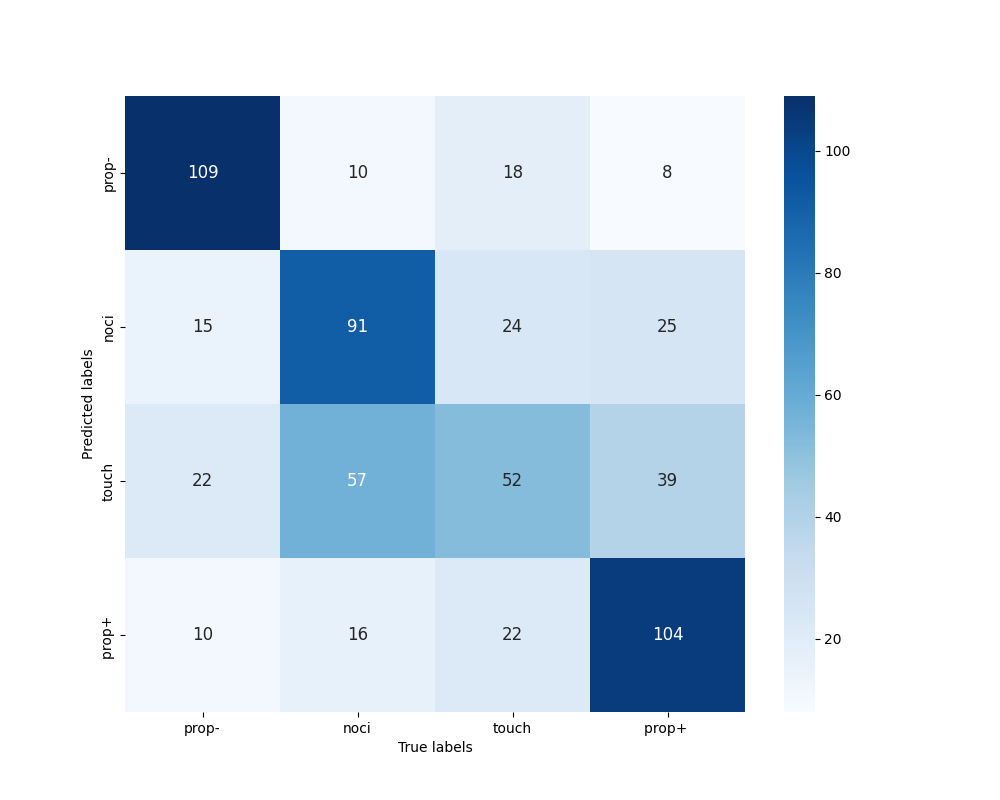 prop-
109 10 18 8
noci
15 91 24 25
touch
22 57 52 39
prop+
10 16 22 104
Predicted labels
prop- noci touch prop+
True labels
100
80
60
40
20